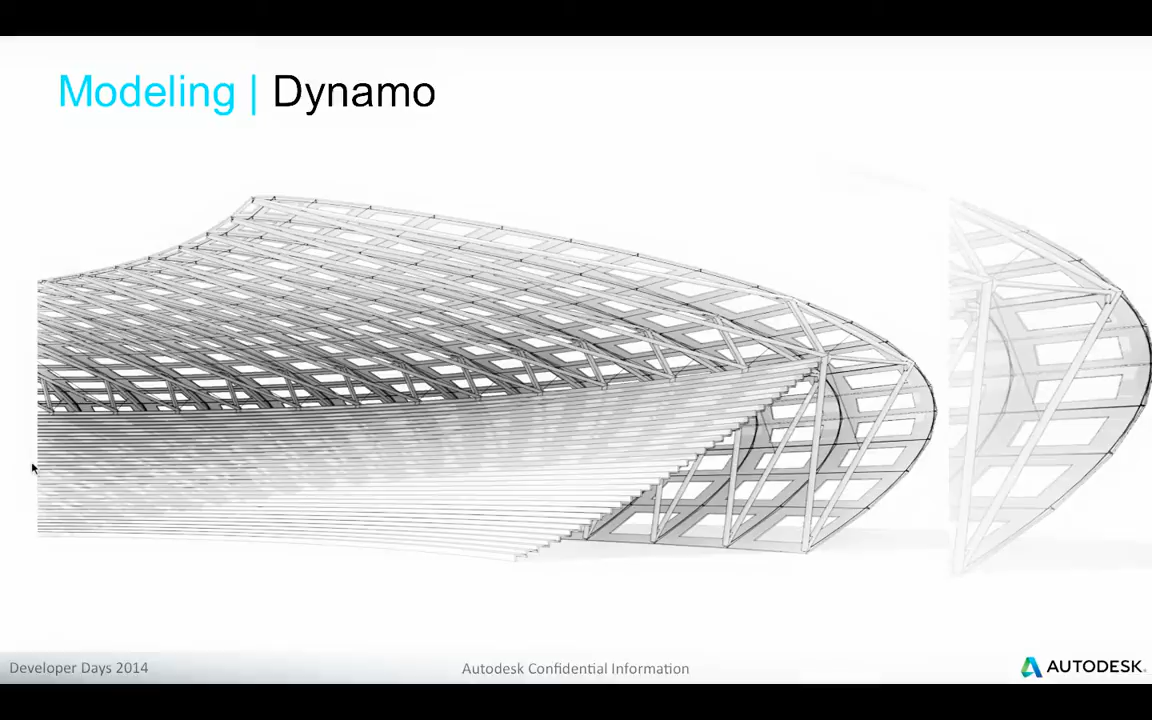 Modeling | Dynamo
Developer Days 2014
Autodesk Confidential Information
AUTODESK.